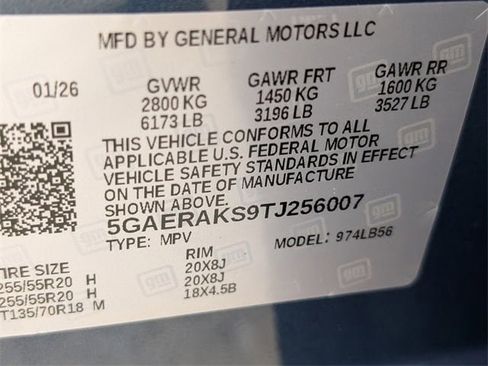 MFD BY GENERAL MOTORS LLC
01/26
GVWR
2800 KG
6173 LB
GAWR FRT
1450 KG
3196 LB
GAWR RR
1600 KG
3527 LB
THIS VEHICLE CONFORMS TO ALL
APPLICABLE U.S. FEDERAL MOTOR
VEHICLE SAFETY STANDARDS IN EFFECT
ON THE DATE OF MANUFACTURE
SHOWN ABOVE.
5GAERAKS9TJ256007
TYPE: MPV
MODEL: 974LB56
IRE SIZE
RIM
255/55R20 H
20X8J
255/55R20 H
20X8J
T135/70R18 M
18X4.5B
gm